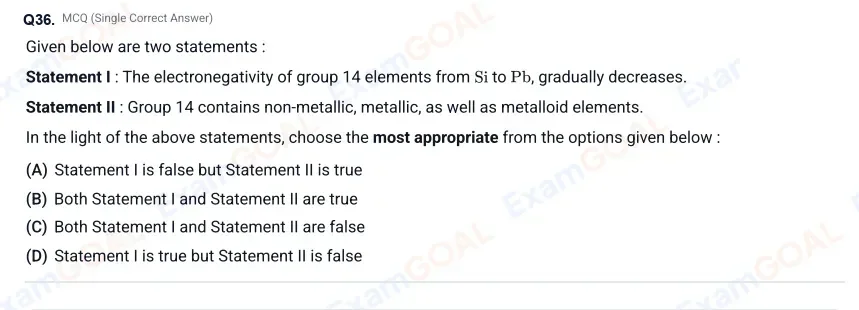 Q36. MCQ (Single Correct Answer)
Given below are two statements :
Statement I : The electronegativity of group 14 elements from Si to Pb, gradually decreases.
Statement II : Group 14 contains non-metallic, metallic, as well as metalloid elements.
In the light of the above statements, choose the most appropriate from the options given below :
(A) Statement I is false but Statement II is true
(B) Both Statement I and Statement II are true
(C) Both Statement I and Statement II are false
(D) Statement I is true but Statement II is false
ExamGOAL